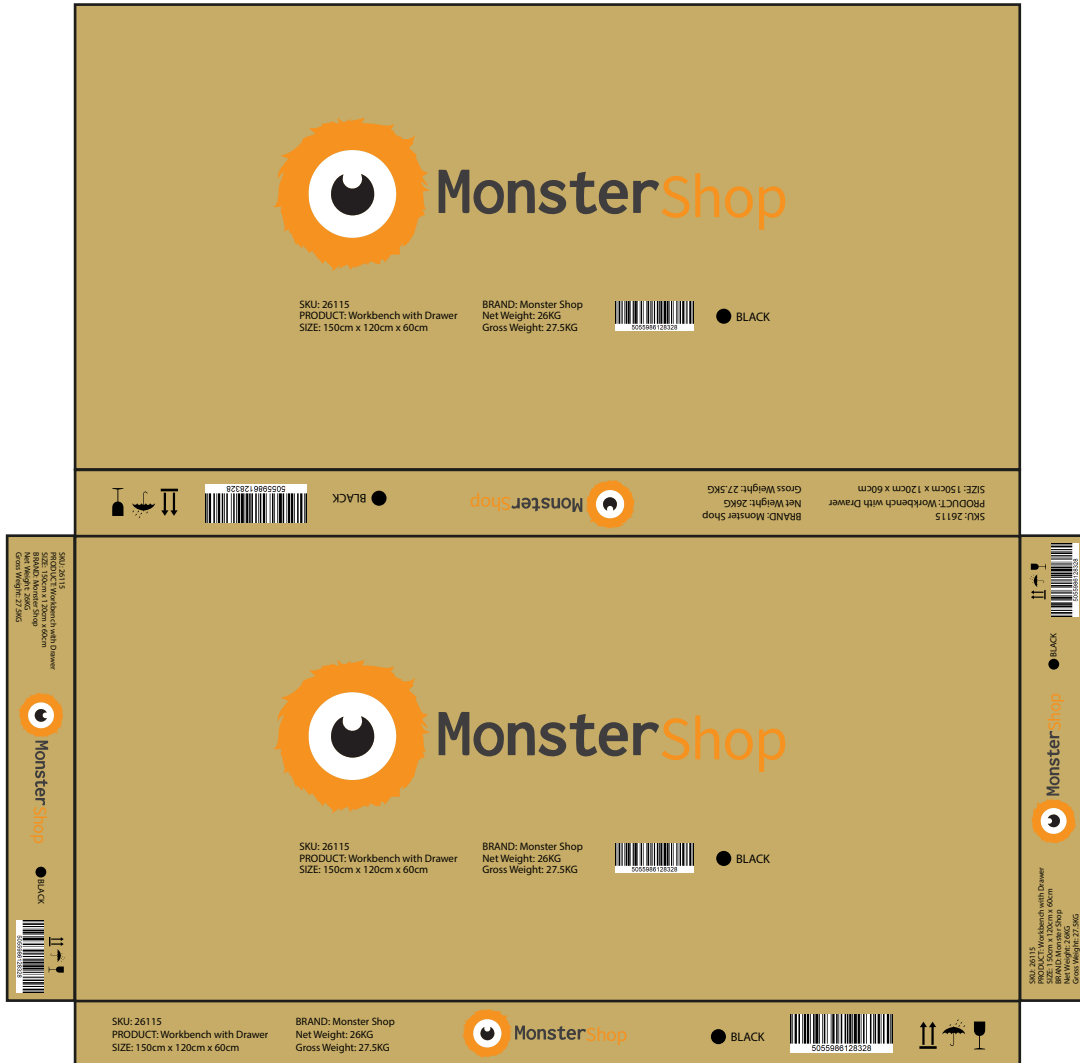 MonsterShop
SKU: 26115
PRODUCT: Workbench with Drawer
SIZE: 150cm x 120cm x 60cm
BRAND: Monster Shop
Net Weight: 26KG
Gross Weight: 27.5KG
5055986128328
BLACK
SKU: 26115
PRODUCT: Workbench with Drawer
SIZE: 150cm x 120cm x 60cm
BRAND: Monster Shop
Net Weight: 26KG
Gross Weight: 27.5KG
MonsterShop
BLACK
5055986128328
SKU: 26115
PRODUCT: Workbench with Drawer
SIZE: 150cm x 120cm x 60cm
BRAND: Monster Shop
Net Weight: 26KG
Gross Weight: 27.5KG
Monster Shop
BLACK
5055986128328
MonsterShop
SKU: 26115
PRODUCT: Workbench with Drawer
SIZE: 150cm x 120cm x 60cm
BRAND: Monster Shop
Net Weight: 26KG
Gross Weight: 27.5KG
5055986128328
BLACK
SKU: 26115
PRODUCT: Workbench with Drawer
SIZE: 150cm x 120cm x 60cm
BRAND: Monster Shop
Net Weight: 26KG
Gross Weight: 27.5KG
Monster Shop
BLACK
5055986128328
SKU: 26115
PRODUCT: Workbench with Drawer
SIZE: 150cm x 120cm x 60cm
BRAND: Monster Shop
Net Weight: 26KG
Gross Weight: 27.5KG
MonsterShop
BLACK
5055986128328